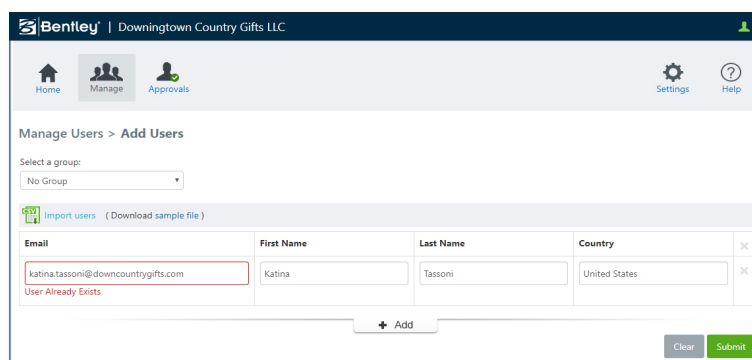 Bentley | Downingtown Country Gifts LLC
Home Manage Approvals Settings Help
Manage Users > Add Users
Select a group:
No Group
CSV Import users ( Download sample file )
Email First Name Last Name Country
katina.tassoni@downcountrygifts.com Katina Tassoni United States
User Already Exists
+ Add
Clear Submit